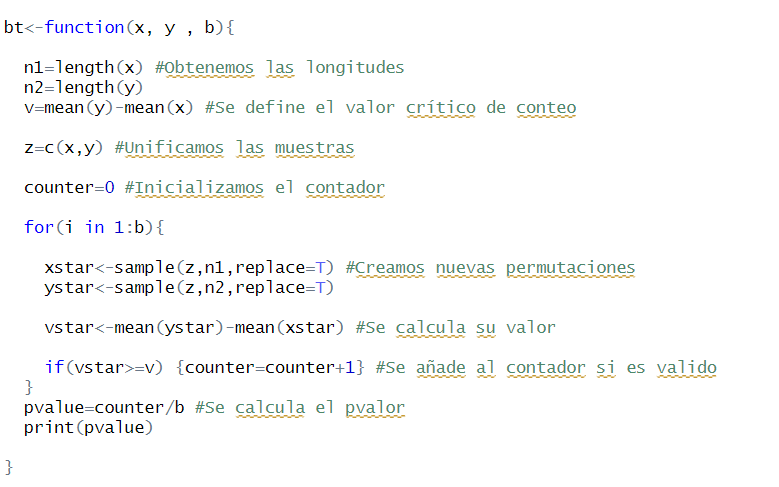 bt<-function(x, y , b){
n1=length(x) #Obtenemos las longitudes
n2=length(y)
v=mean(y)-mean(x) #Se define el valor crítico de conteo
z=c(x,y) #Unificamos las muestras
counter=0 #Inicializamos el contador
for(i in 1:b){
xstar<-sample(z,n1,replace=T) #Creamos nuevas permutaciones
ystar<-sample(z,n2,replace=T)
vstar<-mean(ystar)-mean(xstar) #Se calcula su valor
if(vstar>=v) {counter=counter+1} #Se añade al contador si es valido
}
pvalue=counter/b #Se calcula el pvalor
print(pvalue)
}